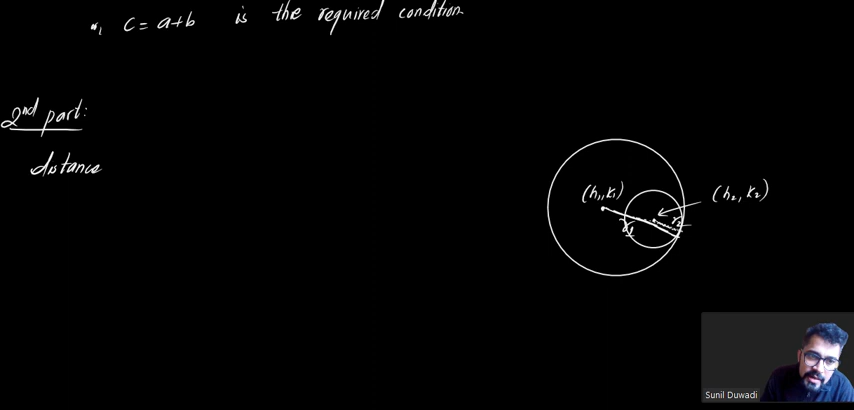 ∴, c = a+b is the required condition
2nd part:
distance
(h₁, k₁)
(h₂, k₂)
r₁
r₂
Sunil Duwadi